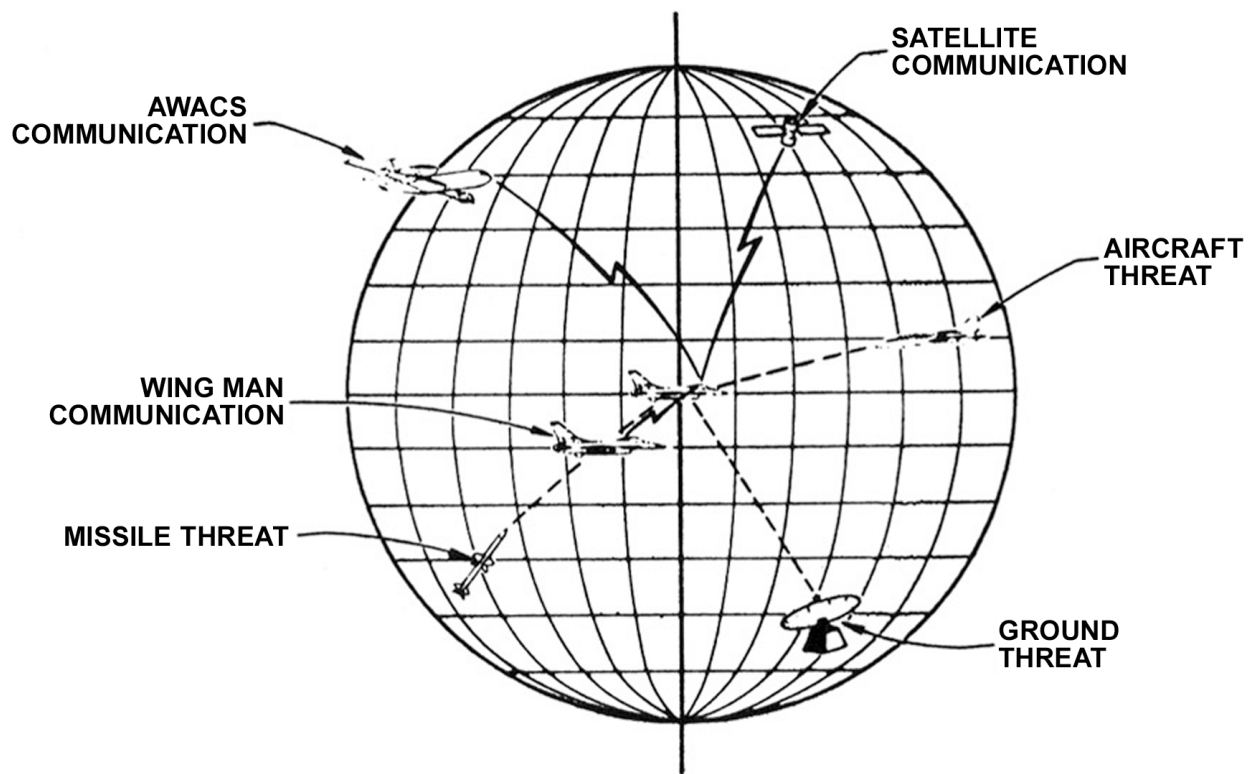 SATELLITE
COMMUNICATION
AWACS
COMMUNICATION
AIRCRAFT
THREAT
WING MAN
COMMUNICATION
MISSILE THREAT
GROUND
THREAT